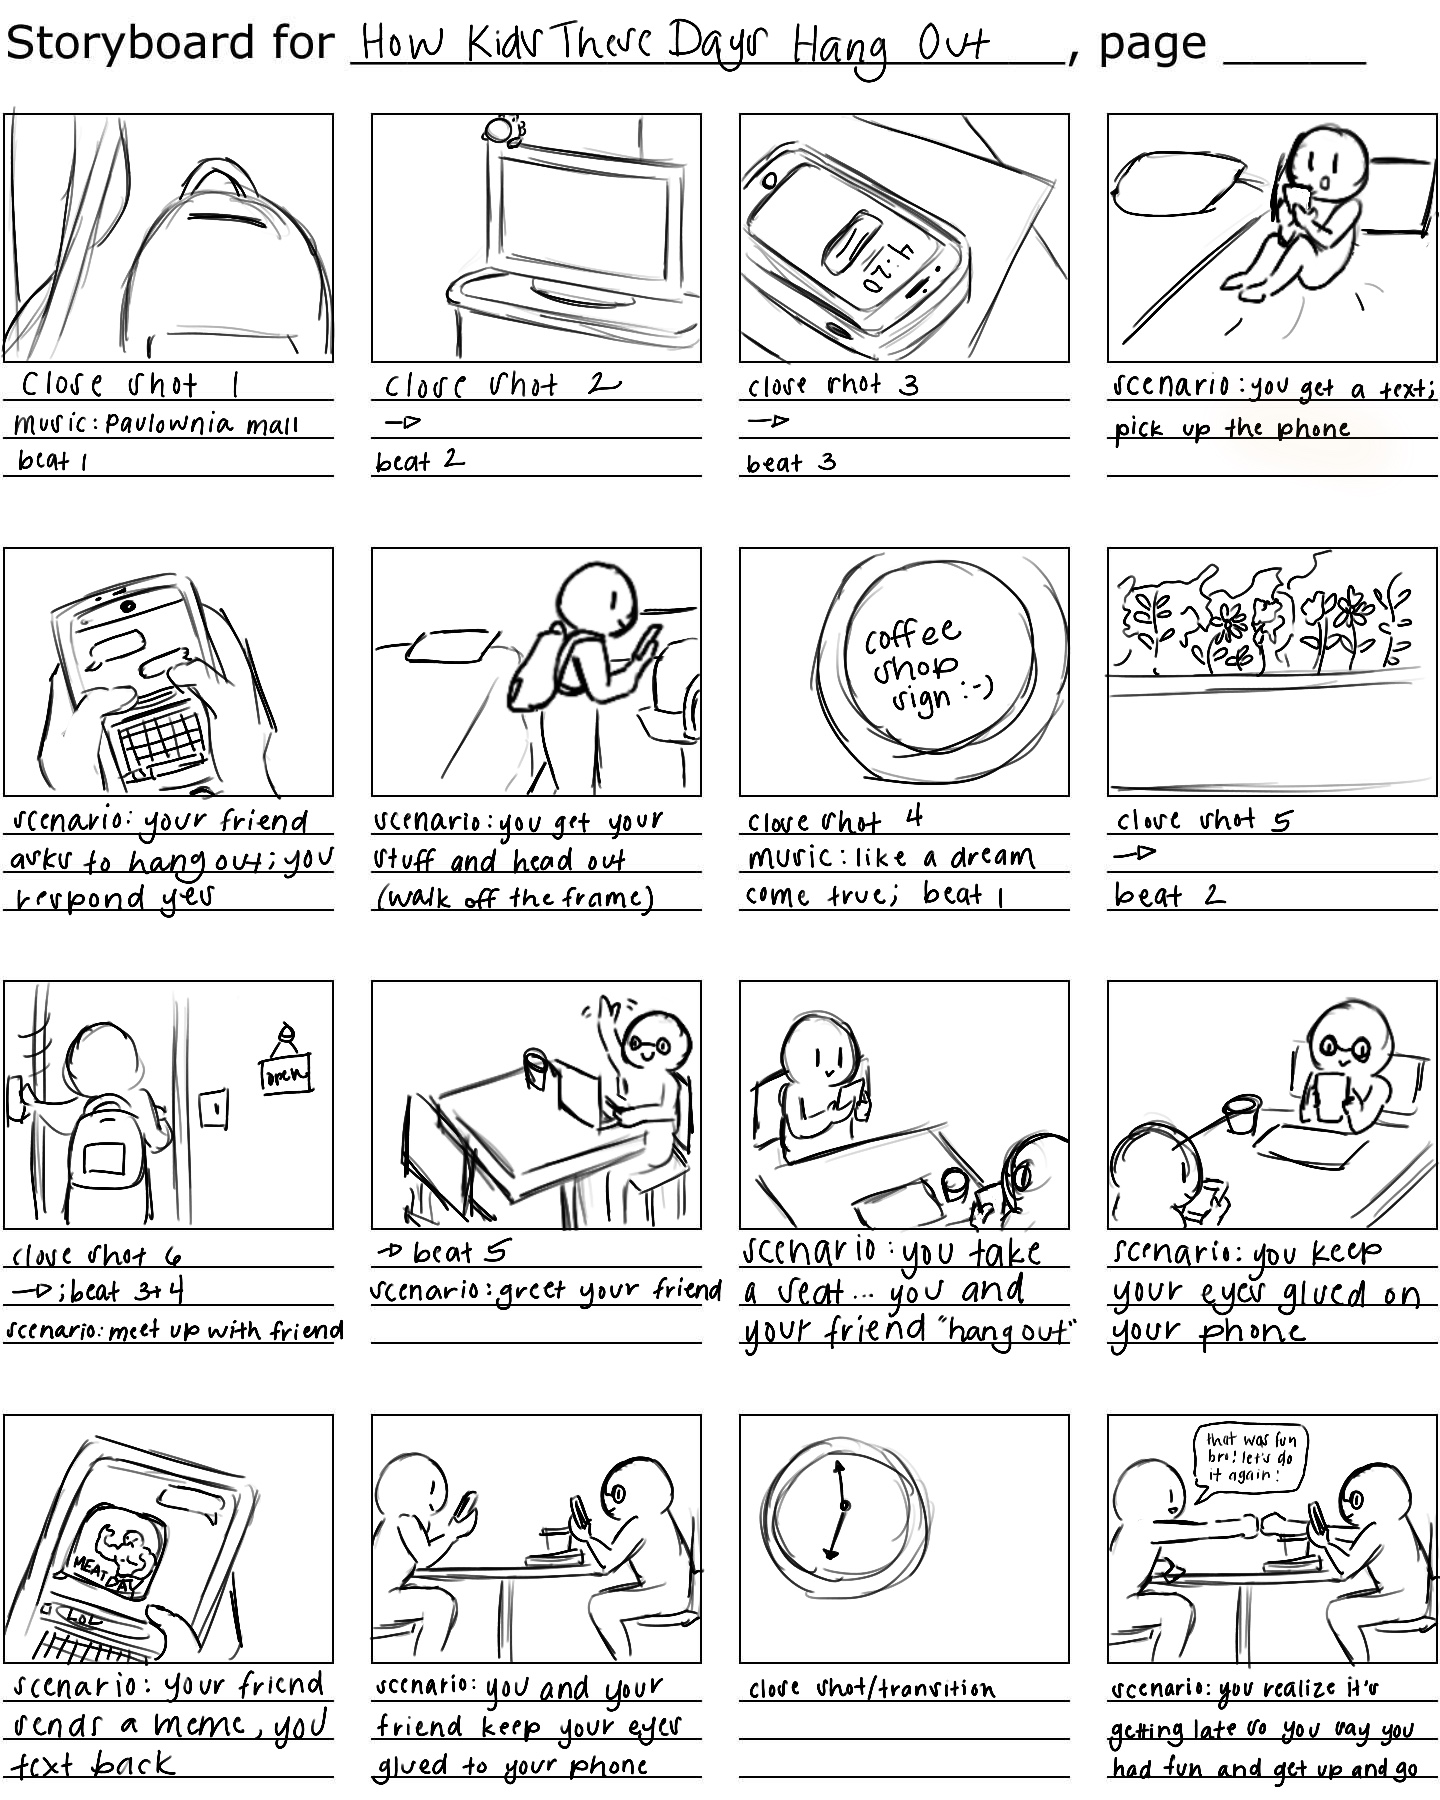 Storyboard for How Kids These Days Hang Out, page
4:20
close shot 1
music: Paulownia mall
beat 1
close shot 2
→
beat 2
close shot 3
→
beat 3
scenario: you get a text;
pick up the phone
scenario: your friend
asks to hang out; you
respond yes
scenario: you get your
stuff and head out
(walk off the frame)
coffee
shop
sign :-)
close shot 4
music: like a dream
come true; beat 1
close shot 5
→
beat 2
open
close shot 6
→; beat 3+4
scenario: meet up with friend
→ beat 5
scenario: greet your friend
scenario: you take
a seat... you and
your friend "hang out"
scenario: you keep
your eyes glued on
your phone
MEAT DAY
LOL
scenario: your friend
sends a meme, you
text back
scenario: you and your
friend keep your eyes
glued to your phone
close shot/transition
that was fun
bro! let's do
it again!
scenario: you realize it's
getting late so you say you
had fun and get up and go